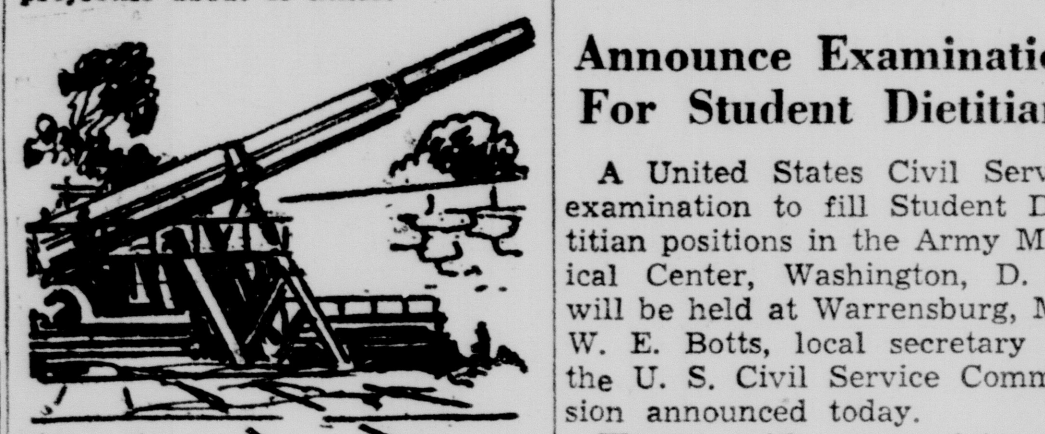 Announce Examinati
For Student Dietitia
A United States Civil Serv
examination to fill Student D
titian positions in the Army M
ical Center, Washington, D.
will be held at Warrensburg, M
W. E. Botts, local secretary
the U. S. Civil Service Comm
sion announced today.